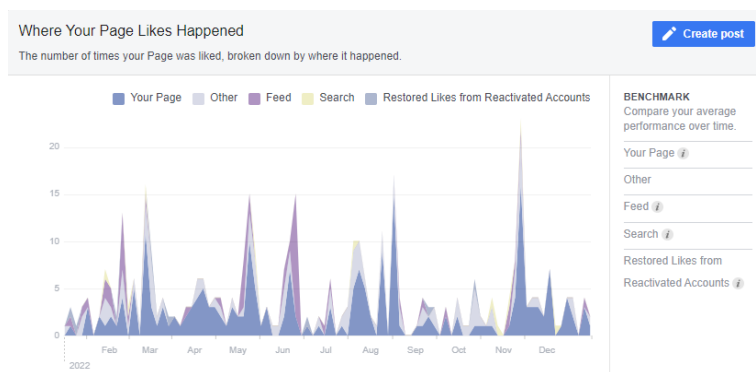 Where Your Page Likes Happened
The number of times your Page was liked, broken down by where it happened.
Create post
Your Page Other Feed Search Restored Likes from Reactivated Accounts
20
15
10
5
0
Feb Mar Apr May Jun Jul Aug Sep Oct Nov Dec
2022
BENCHMARK
Compare your average
performance over time.
Your Page i
Other
Feed i
Search i
Restored Likes from
Reactivated Accounts i